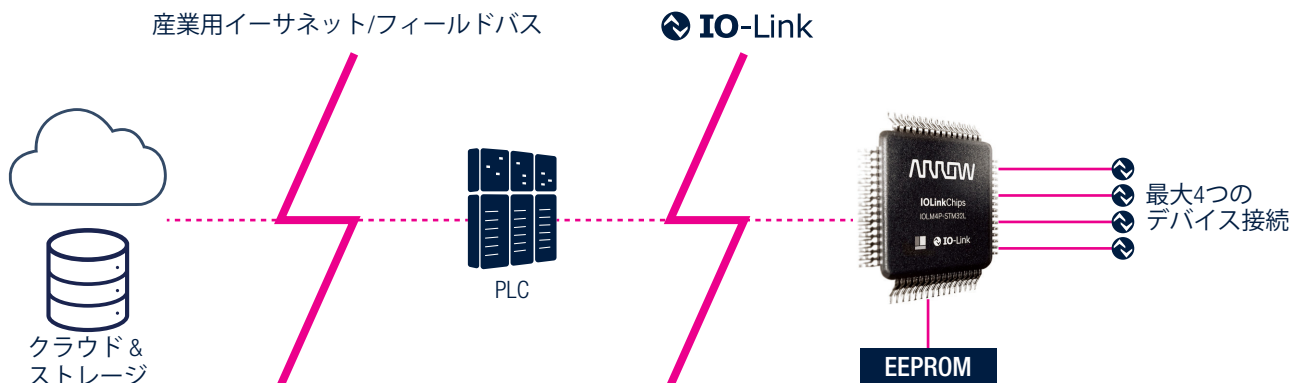 産業用イーサネット/フィールドバス
IO-Link
PLC
クラウド &
ストレージ
ARROW
IOLinkChips
IOLM4P-STM32L
IO-Link
最大4つの
デバイス接続
EEPROM